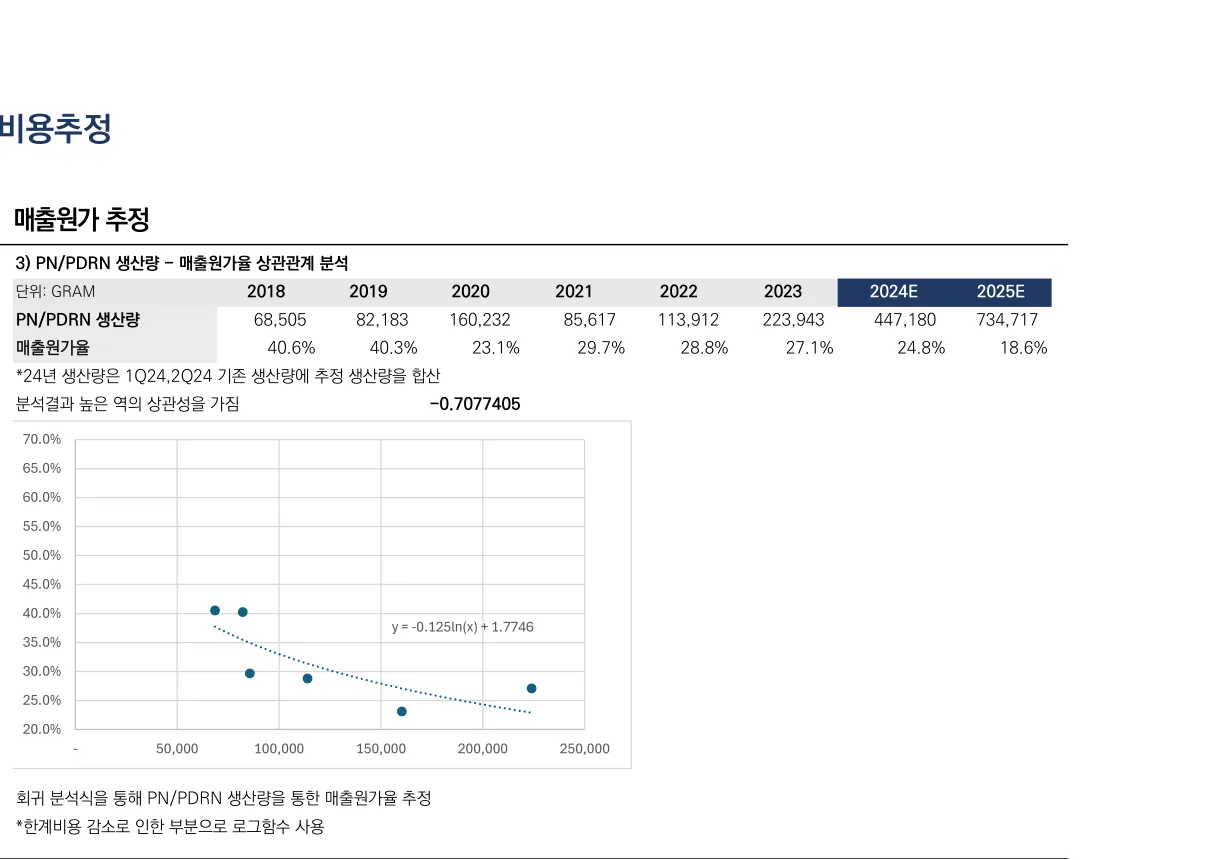 비용추정
매출원가 추정
3) PN/PDRN 생산량 – 매출원가율 상관관계 분석
단위: GRAM 2018 2019 2020 2021 2022 2023 2024E 2025E
PN/PDRN 생산량 68,505 82,183 160,232 85,617 113,912 223,943 447,180 734,717
매출원가율 40.6% 40.3% 23.1% 29.7% 28.8% 27.1% 24.8% 18.6%
*24년 생산량은 1Q24,2Q24 기존 생산량에 추정 생산량을 합산
분석결과 높은 역의 상관성을 가짐 -0.7077405
70.0%
65.0%
60.0%
55.0%
50.0%
45.0%
40.0%
y = -0.125ln(x) + 1.7746
35.0%
30.0%
25.0%
20.0%
- 50,000 100,000 150,000 200,000 250,000
회귀 분석식을 통해 PN/PDRN 생산량을 통한 매출원가율 추정
*한계비용 감소로 인한 부분으로 로그함수 사용